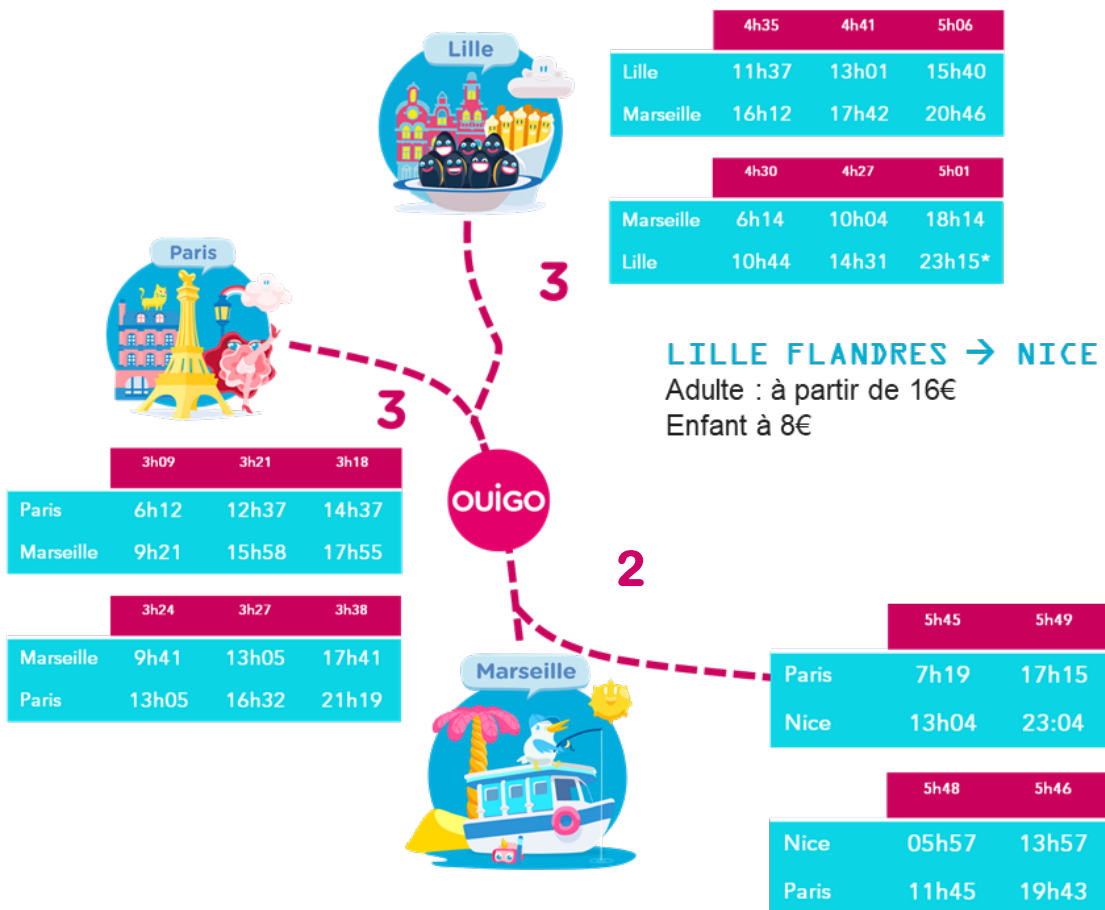 Lille
4h35 4h41 5h06
Lille 11h37 13h01 15h40
Marseille 16h12 17h42 20h46
4h30 4h27 5h01
Marseille 6h14 10h04 18h14
Lille 10h44 14h31 23h15*
3
Paris
LILLE FLANDRES → NICE
Adulte : à partir de 16€
Enfant à 8€
3
3h09 3h21 3h18
Paris 6h12 12h37 14h37
Marseille 9h21 15h58 17h55
OUIGO
3h24 3h27 3h38
Marseille 9h41 13h05 17h41
Paris 13h05 16h32 21h19
2
Marseille
5h45 5h49
Paris 7h19 17h15
Nice 13h04 23:04
5h48 5h46
Nice 05h57 13h57
Paris 11h45 19h43